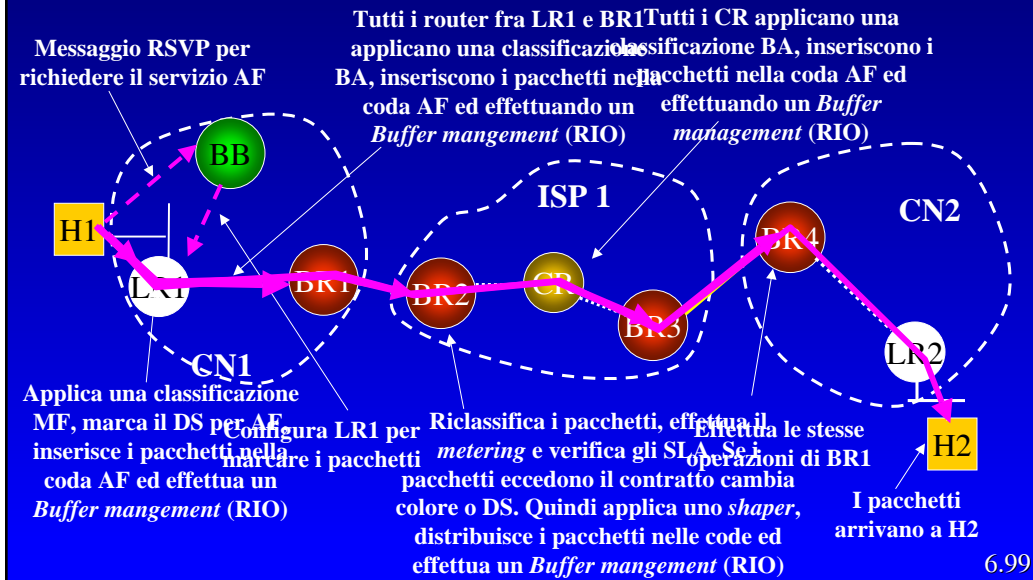 Tutti i router fra LR1 e BR1
applicano una classificazione
BA, inseriscono i pacchetti nella
coda AF ed effettuando un
Buffer mangement (RIO)
Tutti i CR applicano una
classificazione BA, inseriscono i
pacchetti nella coda AF ed
effettuando un Buffer
management (RIO)
Messaggio RSVP per
richiedere il servizio AF
BB
ISP 1
CN2
H1
LR1
BR1
BR2
CR
BR3
BR4
LR2
H2
CN1
Applica una classificazione
MF, marca il DS per AF,
inserisce i pacchetti nella
coda AF ed effettua un
Buffer mangement (RIO)
Configura LR1 per
marcare i pacchetti
Riclassifica i pacchetti, effettua il
metering e verifica gli SLA. Se i
pacchetti eccedono il contratto cambia
colore o DS. Quindi applica uno shaper,
distribuisce i pacchetti nelle code ed
effettua un Buffer mangement (RIO)
Effettua le stesse
operazioni di BR1
I pacchetti
arrivano a H2
6.99